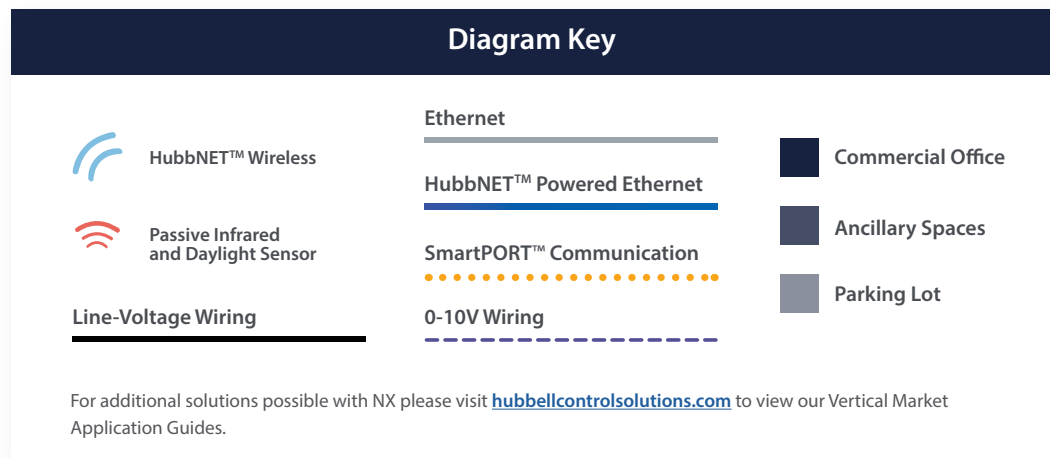 Diagram Key
HubbNET™ Wireless
Passive Infrared
and Daylight Sensor
Line-Voltage Wiring
Ethernet
HubbNET™ Powered Ethernet
SmartPORT™ Communication
0-10V Wiring
Commercial Office
Ancillary Spaces
Parking Lot
For additional solutions possible with NX please visit hubbellcontrolsolutions.com to view our Vertical Market
Application Guides.